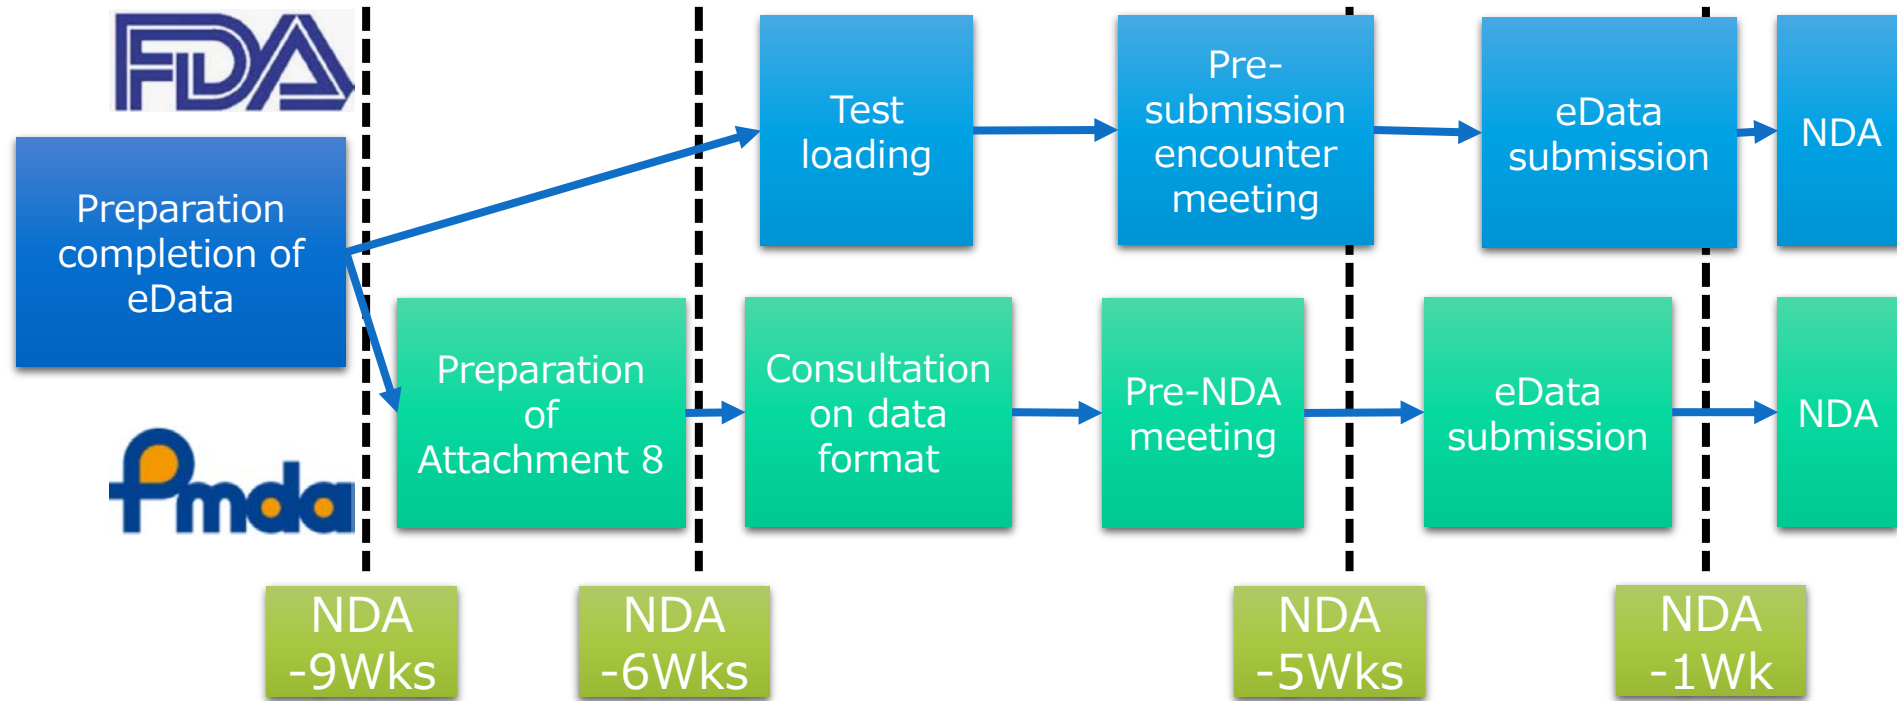 FDA
Preparation
completion of
eData
Test
loading
Pre-
submission
encounter
meeting
eData
submission
NDA
Preparation
of
Attachment 8
Consultation
on data
format
Pre-NDA
meeting
eData
submission
NDA
Pmda
NDA
-9Wks
NDA
-6Wks
NDA
-5Wks
NDA
-1Wk